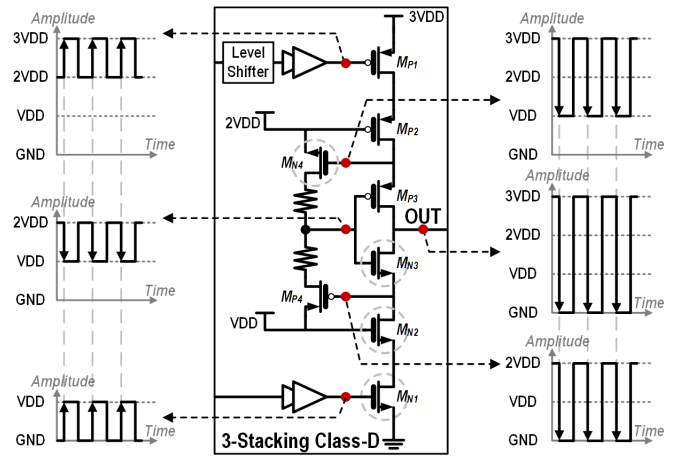 Amplitude
3VDD
2VDD
VDD
GND
Time
Amplitude
2VDD
VDD
GND
Time
Amplitude
VDD
GND
Time
3VDD
Level
Shifter
MP1
2VDD
MP2
MN4
MP3
OUT
MN3
MP4
VDD
MN2
MN1
3-Stacking Class-D
Amplitude
3VDD
2VDD
VDD
GND
Time
Amplitude
3VDD
2VDD
VDD
GND
Time
Amplitude
2VDD
VDD
GND
Time